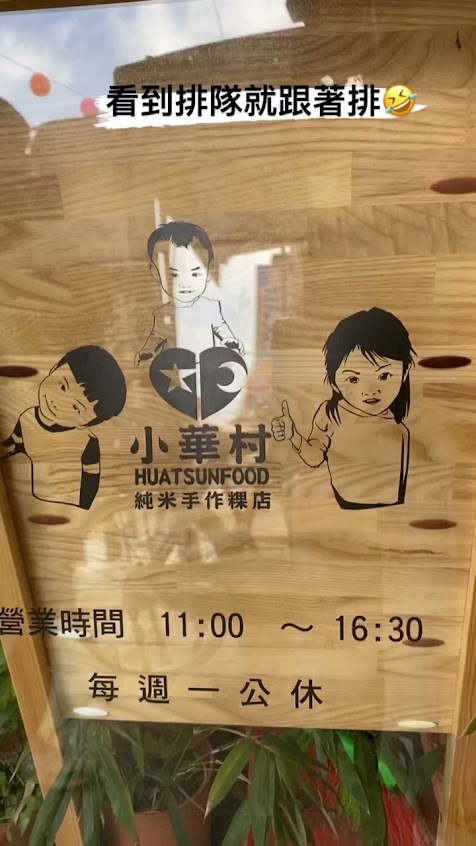 看到排隊就跟著排🤣
小華村
HUATSUNFOOD
純米手作粿店
營業時間 11:00 ～ 16:30
每週一公休